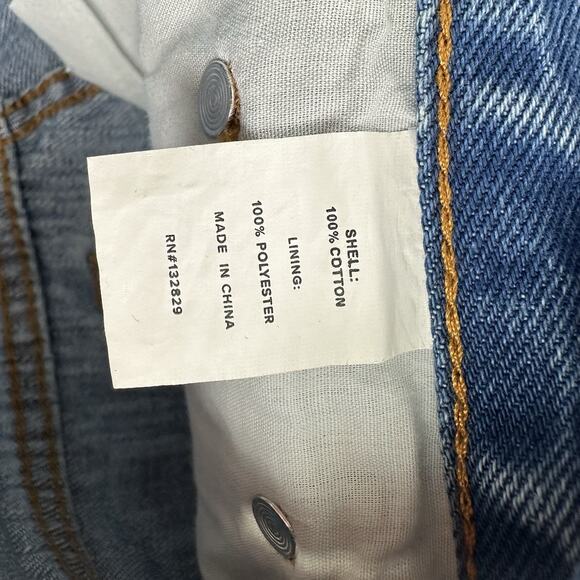 SHELL:
100% COTTON
LINING:
100% POLYESTER
MADE IN CHINA
RN#132829